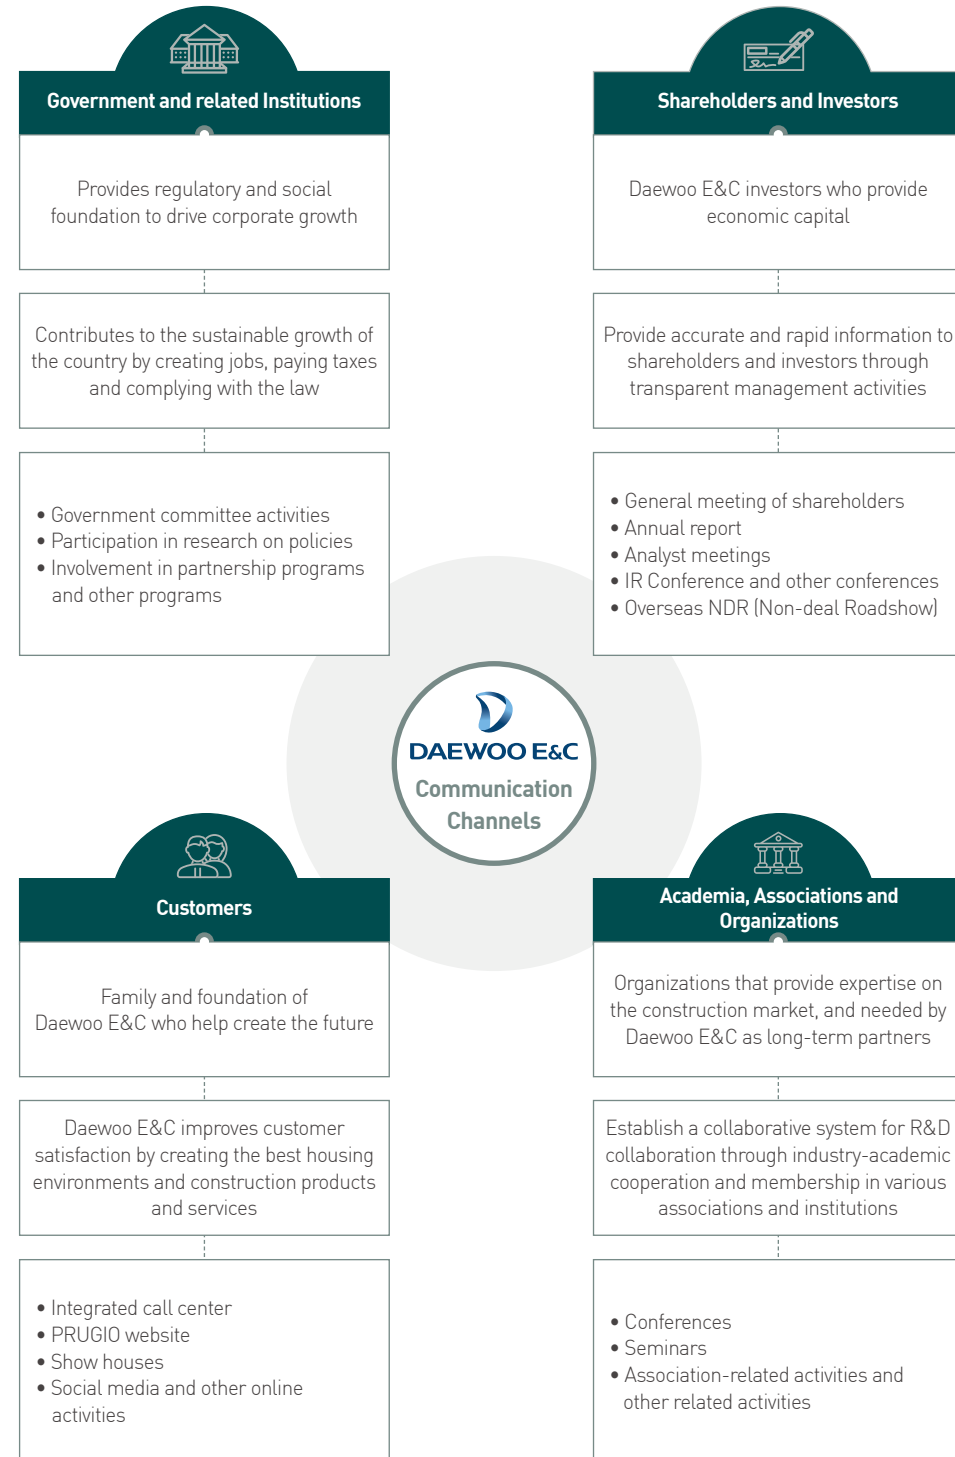 Government and related Institutions
Provides regulatory and social
foundation to drive corporate growth
Contributes to the sustainable growth of
the country by creating jobs, paying taxes
and complying with the law
• Government committee activities
• Participation in research on policies
• Involvement in partnership programs
and other programs
Shareholders and Investors
Daewoo E&C investors who provide
economic capital
Provide accurate and rapid information to
shareholders and investors through
transparent management activities
• General meeting of shareholders
• Annual report
• Analyst meetings
• IR Conference and other conferences
• Overseas NDR (Non-deal Roadshow)
DAEWOO E&C
Communication
Channels
Customers
Family and foundation of
Daewoo E&C who help create the future
Daewoo E&C improves customer
satisfaction by creating the best housing
environments and construction products
and services
• Integrated call center
• PRUGIO website
• Show houses
• Social media and other online
activities
Academia, Associations and
Organizations
Organizations that provide expertise on
the construction market, and needed by
Daewoo E&C as long-term partners
Establish a collaborative system for R&D
collaboration through industry-academic
cooperation and membership in various
associations and institutions
• Conferences
• Seminars
• Association-related activities and
other related activities